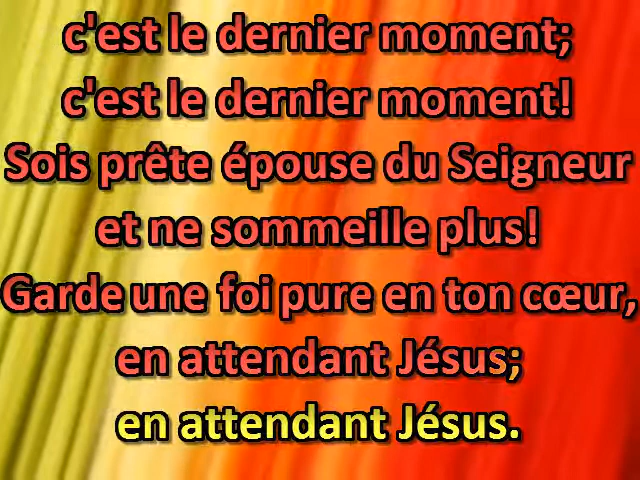 c'est le dernier moment;
c'est le dernier moment!
Sois prête épouse du Seigneur
et ne sommeille plus!
Garde une foi pure en ton cœur,
en attendant Jésus;
en attendant Jésus.